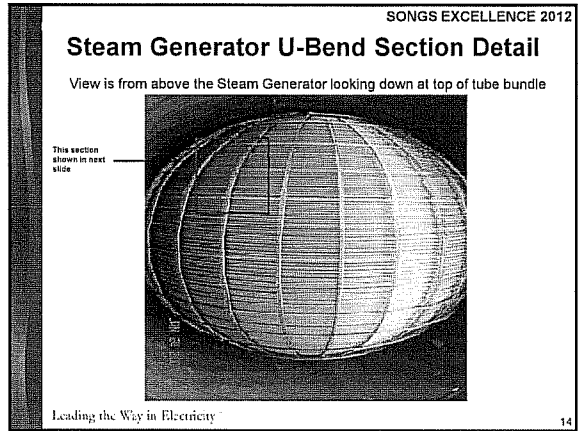 SONGS EXCELLENCE 2012
Steam Generator U-Bend Section Detail
View is from above the Steam Generator looking down at top of tube bundle
This section
shown in next
slide
Leading the Way in Electricity
14